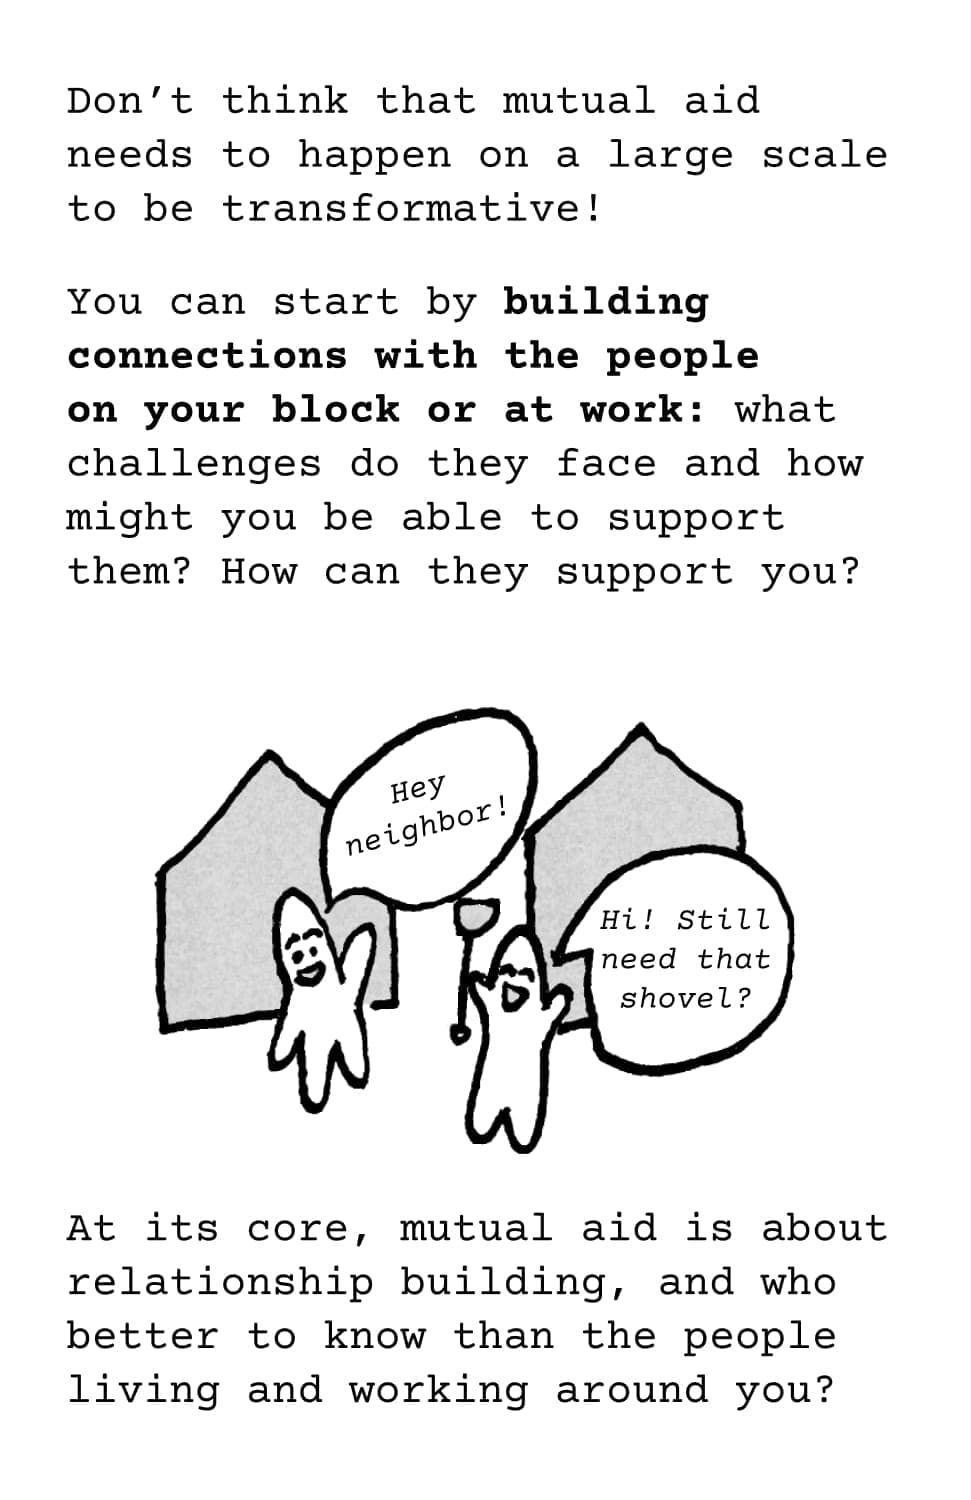 Don’t think that mutual aid
needs to happen on a large scale
to be transformative!
You can start by building
connections with the people
on your block or at work: what
challenges do they face and how
might you be able to support
them? How can they support you?
Hey
neighbor!
Hi! Still
need that
shovel?
At its core, mutual aid is about
relationship building, and who
better to know than the people
living and working around you?